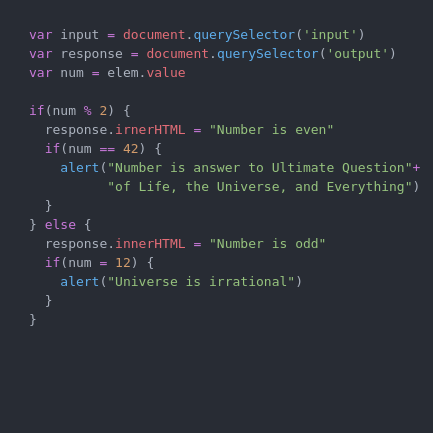 var input = document.querySelector('input')
var response = document.querySelector('output')
var num = elem.value
if(num % 2) {
response.irnerHTML = "Number is even"
if(num == 42) {
alert("Number is answer to Ultimate Question"+
"of Life, the Universe, and Everything")
}
} else {
response.innerHTML = "Number is odd"
if(num = 12) {
alert("Universe is irrational")
}
}